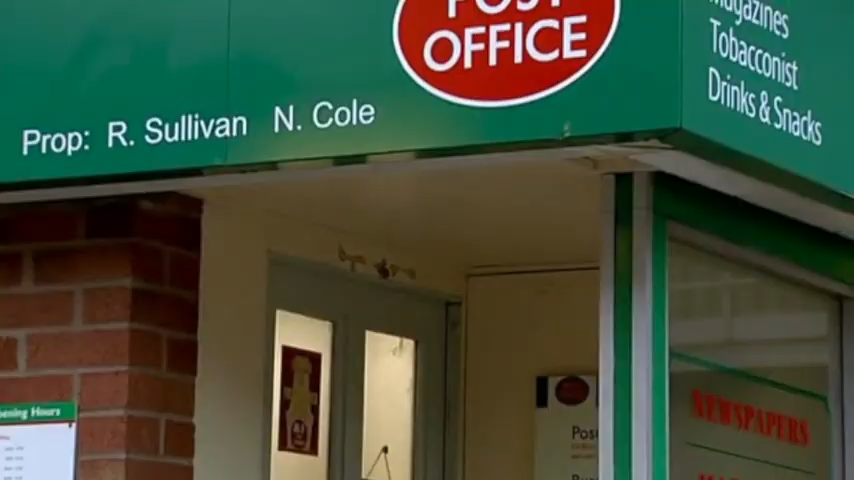 POST
OFFICE
Prop: R. Sullivan N. Cole
Magazines
Tobacconist
Drinks & Snacks
Opening Hours
NEWSPAPERS
Post